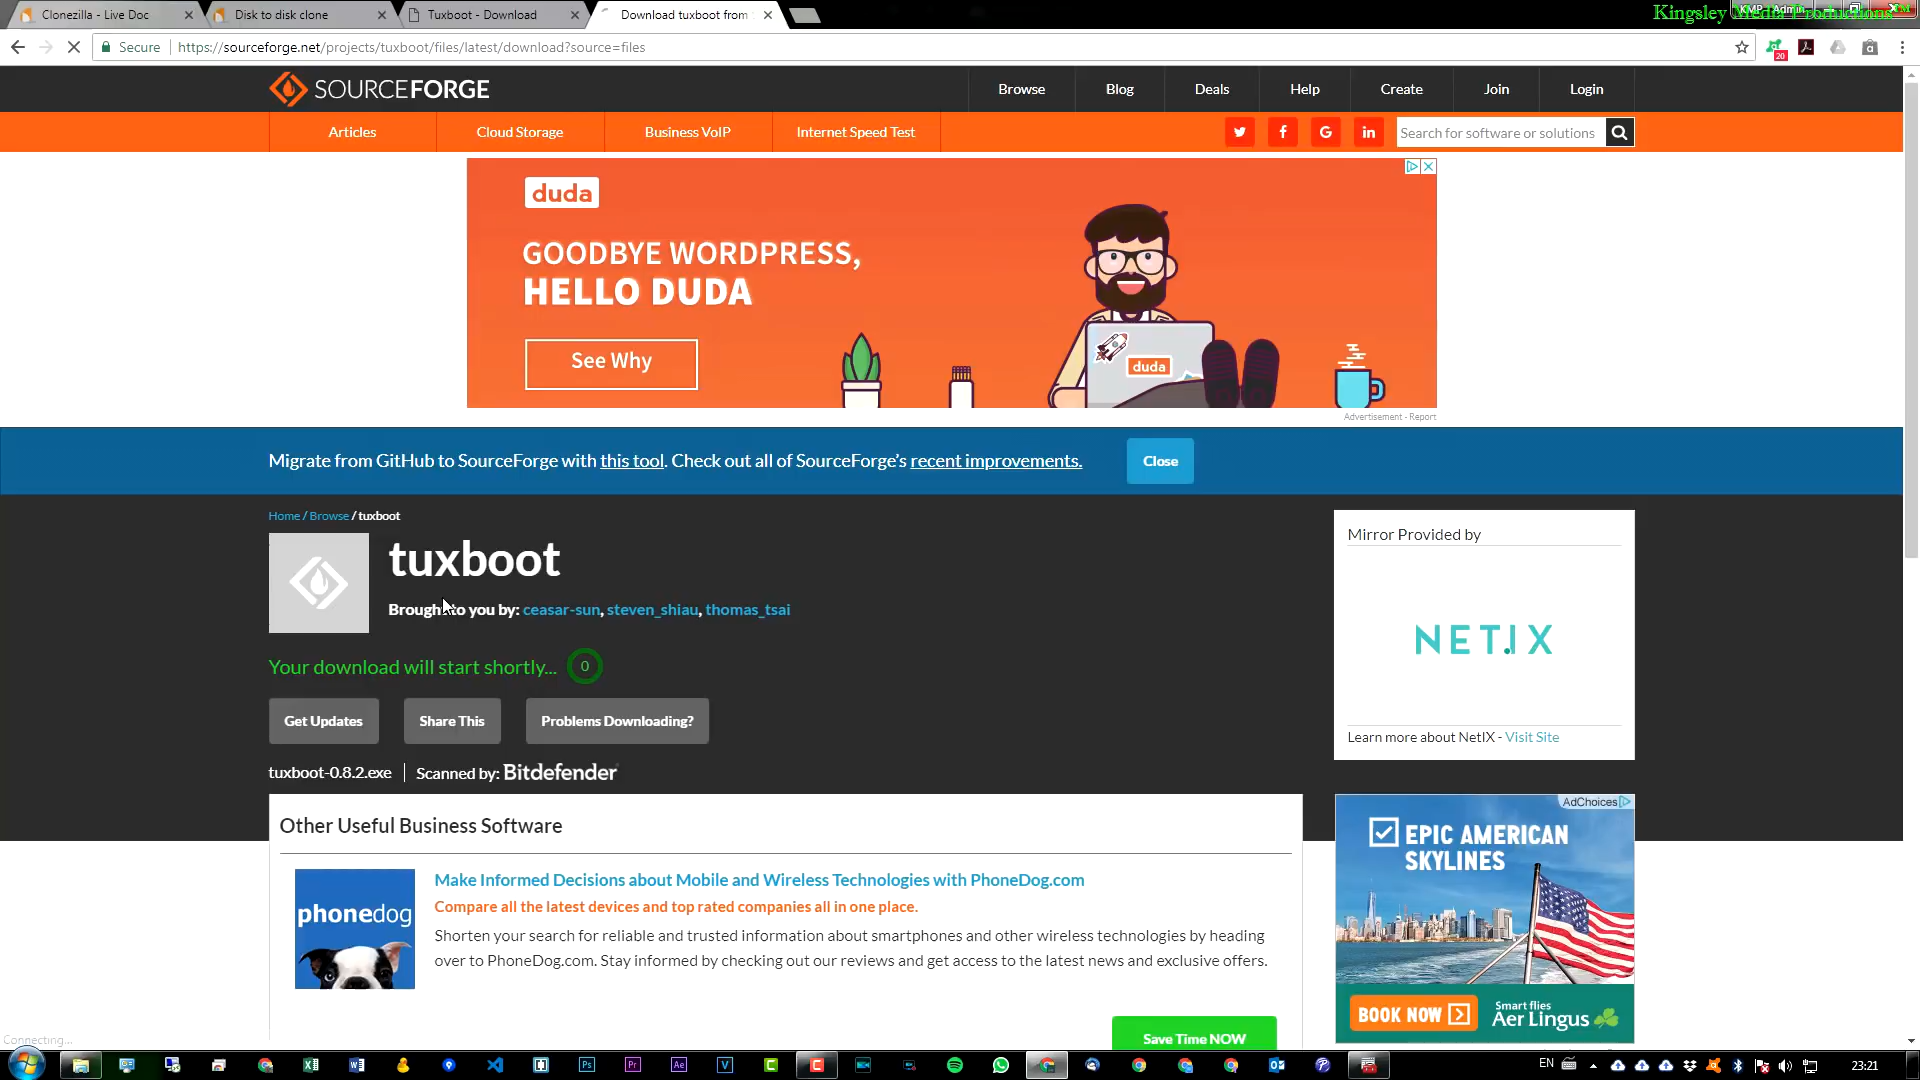 Clonezilla - Live Doc
Disk to disk clone
Tuxboot - Download
Download tuxboot from
Kingsley Media Productions™
Secure
https://sourceforge.net/projects/tuxboot/files/latest/download?source=files
20
SOURCEFORGE
Browse
Blog
Deals
Help
Create
Join
Login
Articles
Cloud Storage
Business VoIP
Internet Speed Test
Search for software or solutions
duda
GOODBYE WORDPRESS,
HELLO DUDA
See Why
duda
Advertisement - Report
Migrate from GitHub to SourceForge with this tool. Check out all of SourceForge's recent improvements.
Close
Home / Browse / tuxboot
tuxboot
Brought to you by: ceasar-sun, steven_shiau, thomas_tsai
Your download will start shortly... 0
Get Updates
Share This
Problems Downloading?
tuxboot-0.8.2.exe
Scanned by: Bitdefender
Mirror Provided by
NETIX
Learn more about NetIX - Visit Site
Other Useful Business Software
phonedog
Make Informed Decisions about Mobile and Wireless Technologies with PhoneDog.com
Compare all the latest devices and top rated companies all in one place.
Shorten your search for reliable and trusted information about smartphones and other wireless technologies by heading
over to PhoneDog.com. Stay informed by checking out our reviews and get access to the latest news and exclusive offers.
Save Time NOW
AdChoices
EPIC AMERICAN
SKYLINES
BOOK NOW
Smart flies
Aer Lingus
Connecting...
EN
23:21